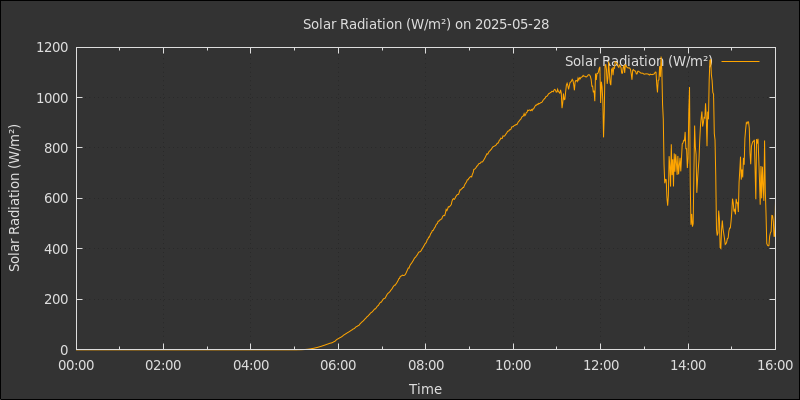 Solar Radiation (W/m²) on 2025-05-28
Solar Radiation (W/m²)
Solar Radiation (W/m²)
1200
1000
800
600
400
200
0
00:00 02:00 04:00 06:00 08:00 10:00 12:00 14:00 16:00
Time